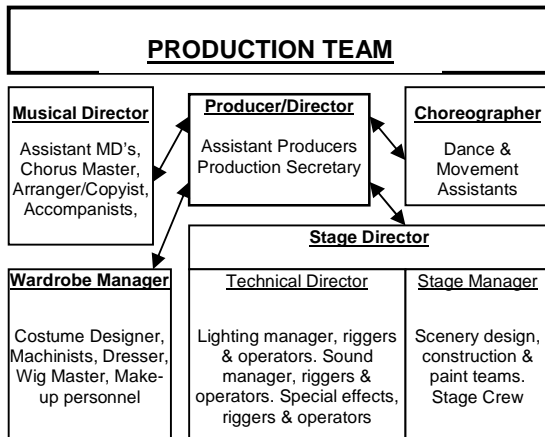 PRODUCTION TEAM
Musical Director
Assistant MD's,
Chorus Master,
Arranger/Copyist,
Accompanists,
Producer/Director
Assistant Producers
Production Secretary
Choreographer
Dance &
Movement
Assistants
Stage Director
Wardrobe Manager
Costume Designer,
Machinists, Dresser,
Wig Master, Make-
up personnel
Technical Director
Lighting manager, riggers
& operators. Sound
manager, riggers &
operators. Special effects,
riggers & operators
Stage Manager
Scenery design,
construction &
paint teams.
Stage Crew